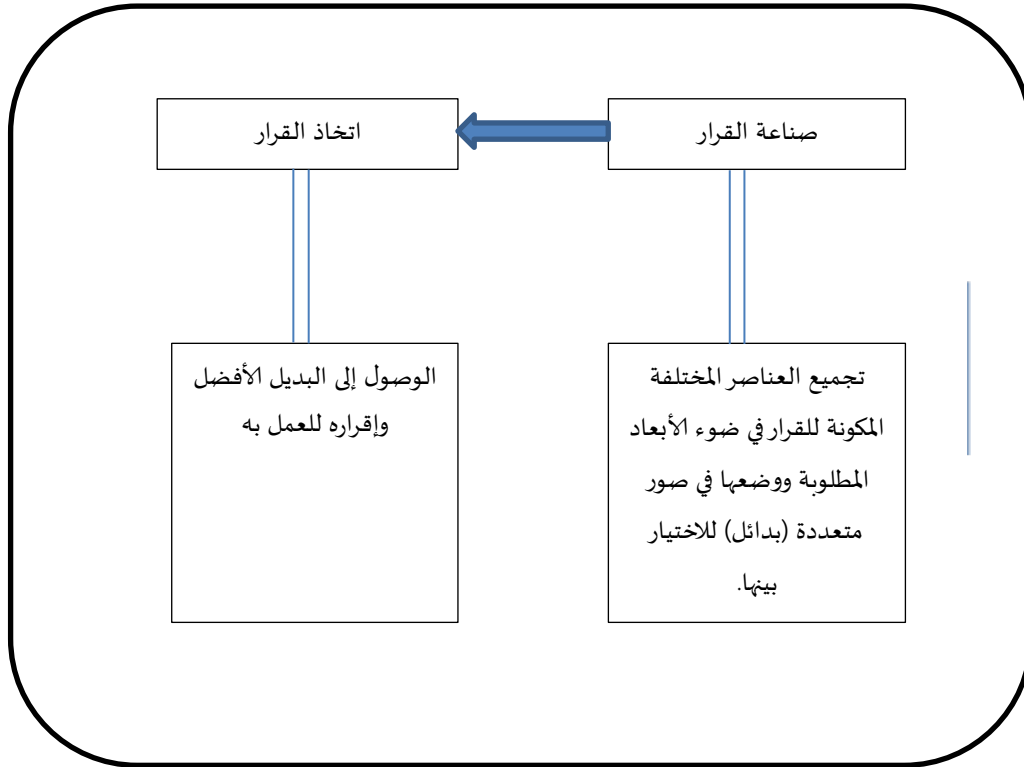 صناعة القرار
اتخاذ القرار
تجميع العناصر المختلفة
المكونة للقرار في ضوء الأبعاد
المطلوبة ووضعها في صور
متعددة (بدائل) للاختيار
بينها.
الوصول إلى البديل الأفضل
وإقراره للعمل به